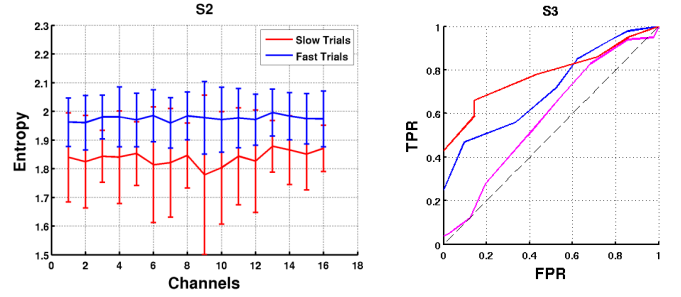 S2
2.3
2.2
2.1
2
1.9
1.8
1.7
1.6
1.5
Entropy
Slow Trials
Fast Trials
0 2 4 6 8 10 12 14 16 18
Channels
S3
1
0.8
0.6
0.4
0.2
0
TPR
0 0.2 0.4 0.6 0.8 1
FPR